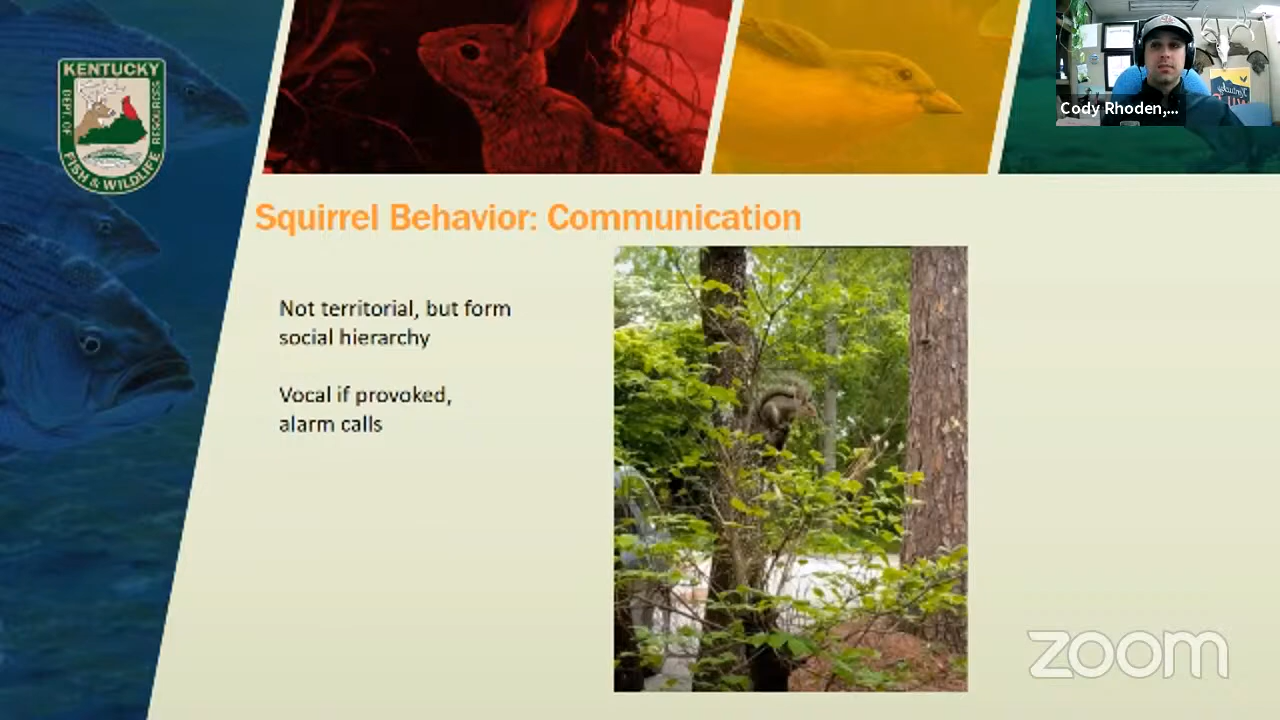 KENTUCKY
DEPT. OF
RESOURCES
FISH & WILDLIFE
Cody Rhoden,...
Squirrel Behavior: Communication
Not territorial, but form
social hierarchy
Vocal if provoked,
alarm calls
zoom